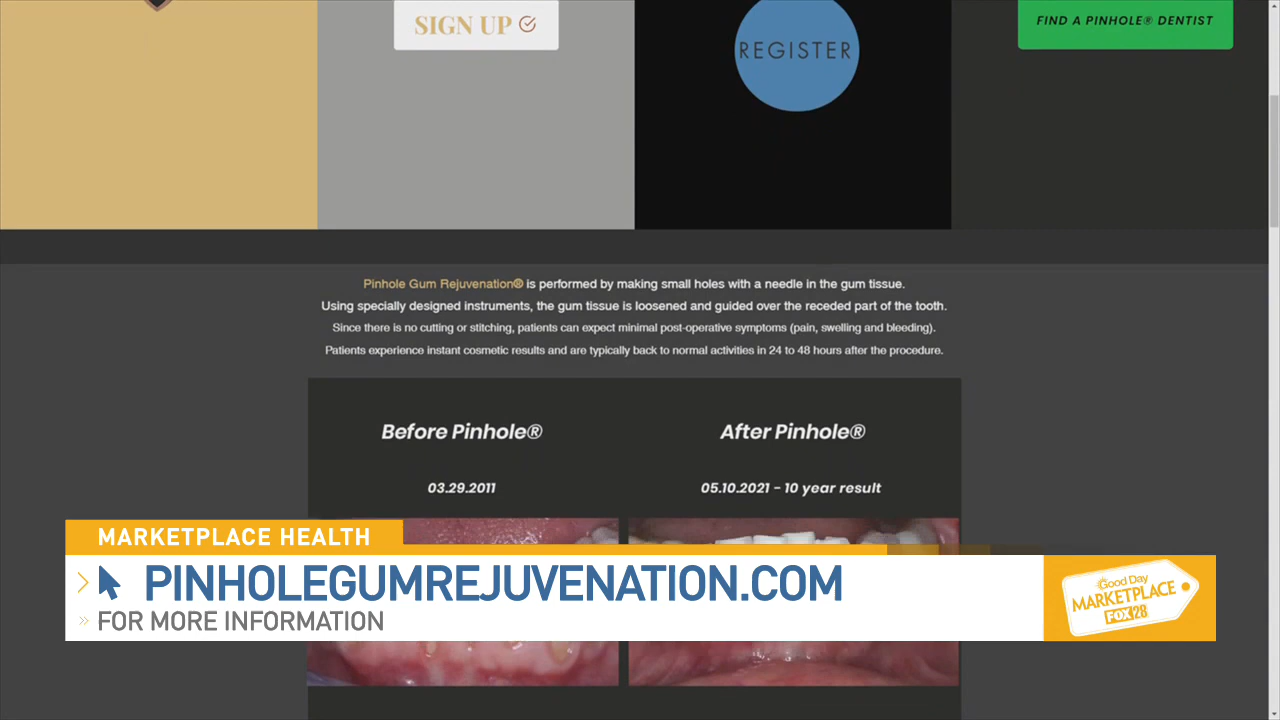 SIGN UP
REGISTER
FIND A PINHOLE® DENTIST
Pinhole Gum Rejuvenation® is performed by making small holes with a needle in the gum tissue.
Using specially designed instruments, the gum tissue is loosened and guided over the receded part of the tooth.
Since there is no cutting or stitching, patients can expect minimal post-operative symptoms (pain, swelling and bleeding).
Patients experience instant cosmetic results and are typically back to normal activities in 24 to 48 hours after the procedure.
Before Pinhole®
After Pinhole®
03.29.2011
05.10.2021 - 10 year result
MARKETPLACE HEALTH
PINHOLEGUMREJUVENATION.COM
FOR MORE INFORMATION
Good Day
MARKETPLACE
FOX 28